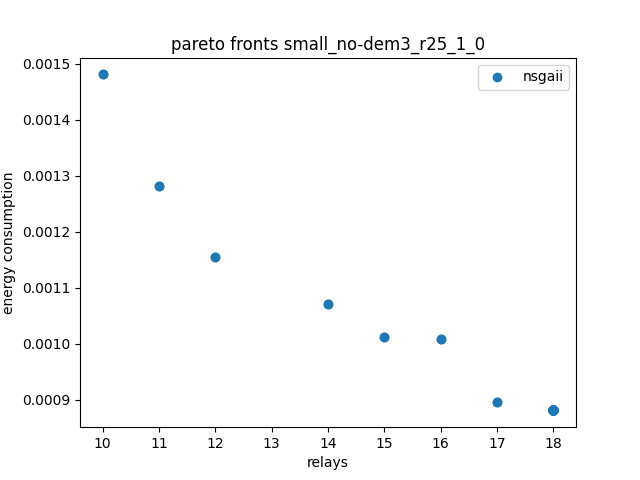 pareto fronts small_no-dem3_r25_1_0
nsgaii
0.0015
0.0014
0.0013
0.0012
0.0011
0.0010
0.0009
energy consumption
10 11 12 13 14 15 16 17 18
relays